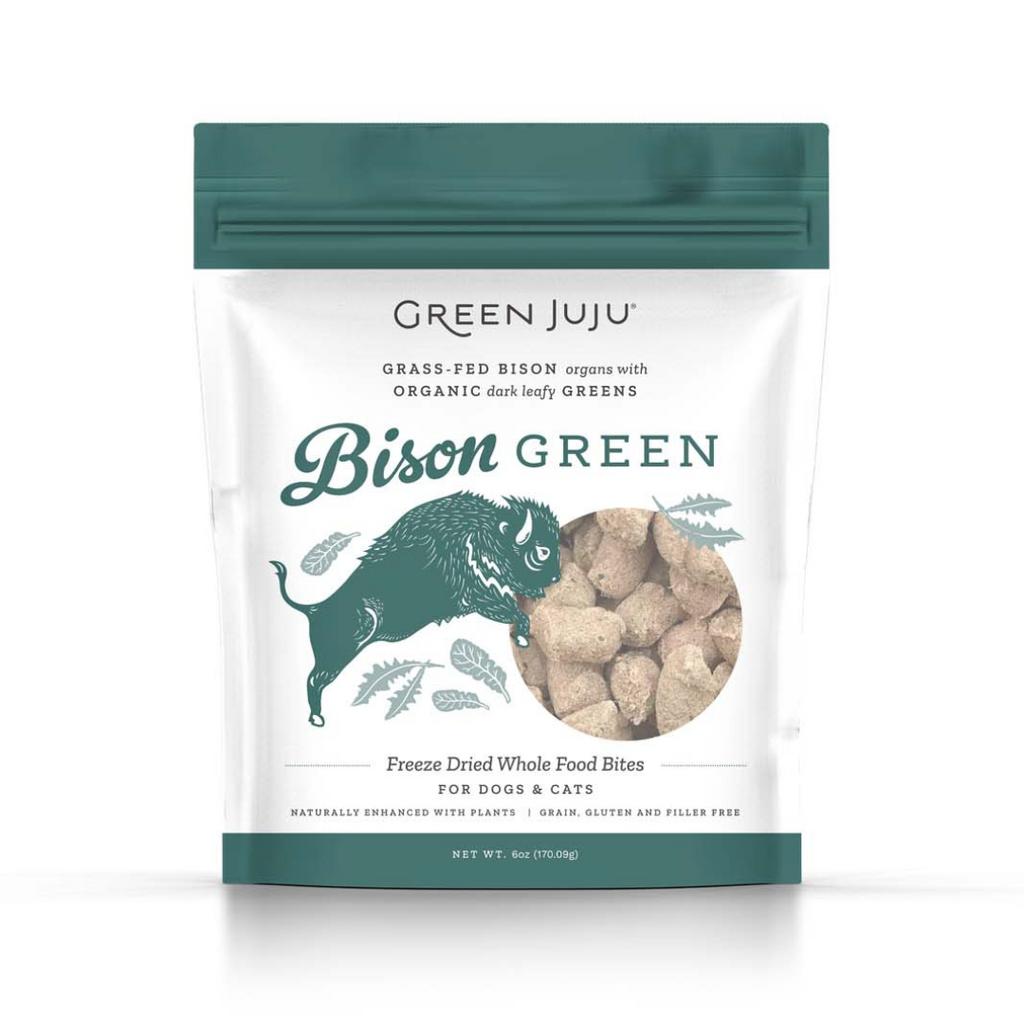 GREEN JUJU®
GRASS-FED BISON organs with
ORGANIC dark leafy GREENS
Bison GREEN
Freeze Dried Whole Food Bites
FOR DOGS & CATS
NATURALLY ENHANCED WITH PLANTS | GRAIN, GLUTEN AND FILLER FREE
NET WT. 6oz (170.09g)